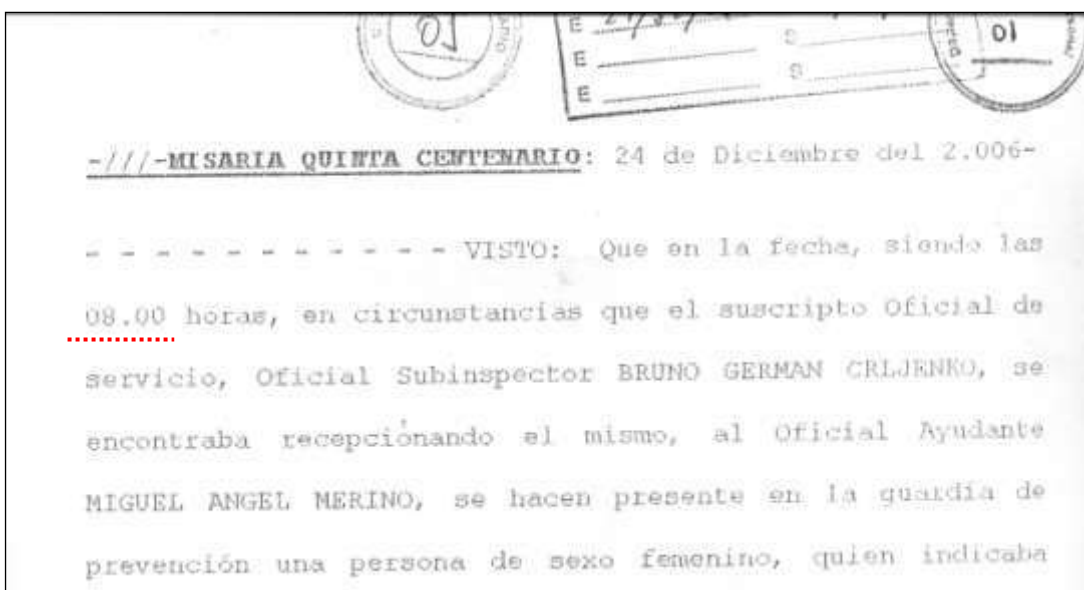 01
E
S
01
E
S
E
-///-MISARIA QUINTA CENTENARIO: 24 de Diciembre del 2.006-
- - - - - - - - - - - VISTO: Que en la fecha, siendo las
08.00 horas, en circunstancias que el suscripto Oficial de
servicio, Oficial Subinspector BRUNO GERMAN CRLJENKO, se
encontraba recepciónando el mismo, al Oficial Ayudante
MIGUEL ANGEL MERINO, se hacen presente en la guardia de
prevención una persona de sexo femenino, quien indicaba